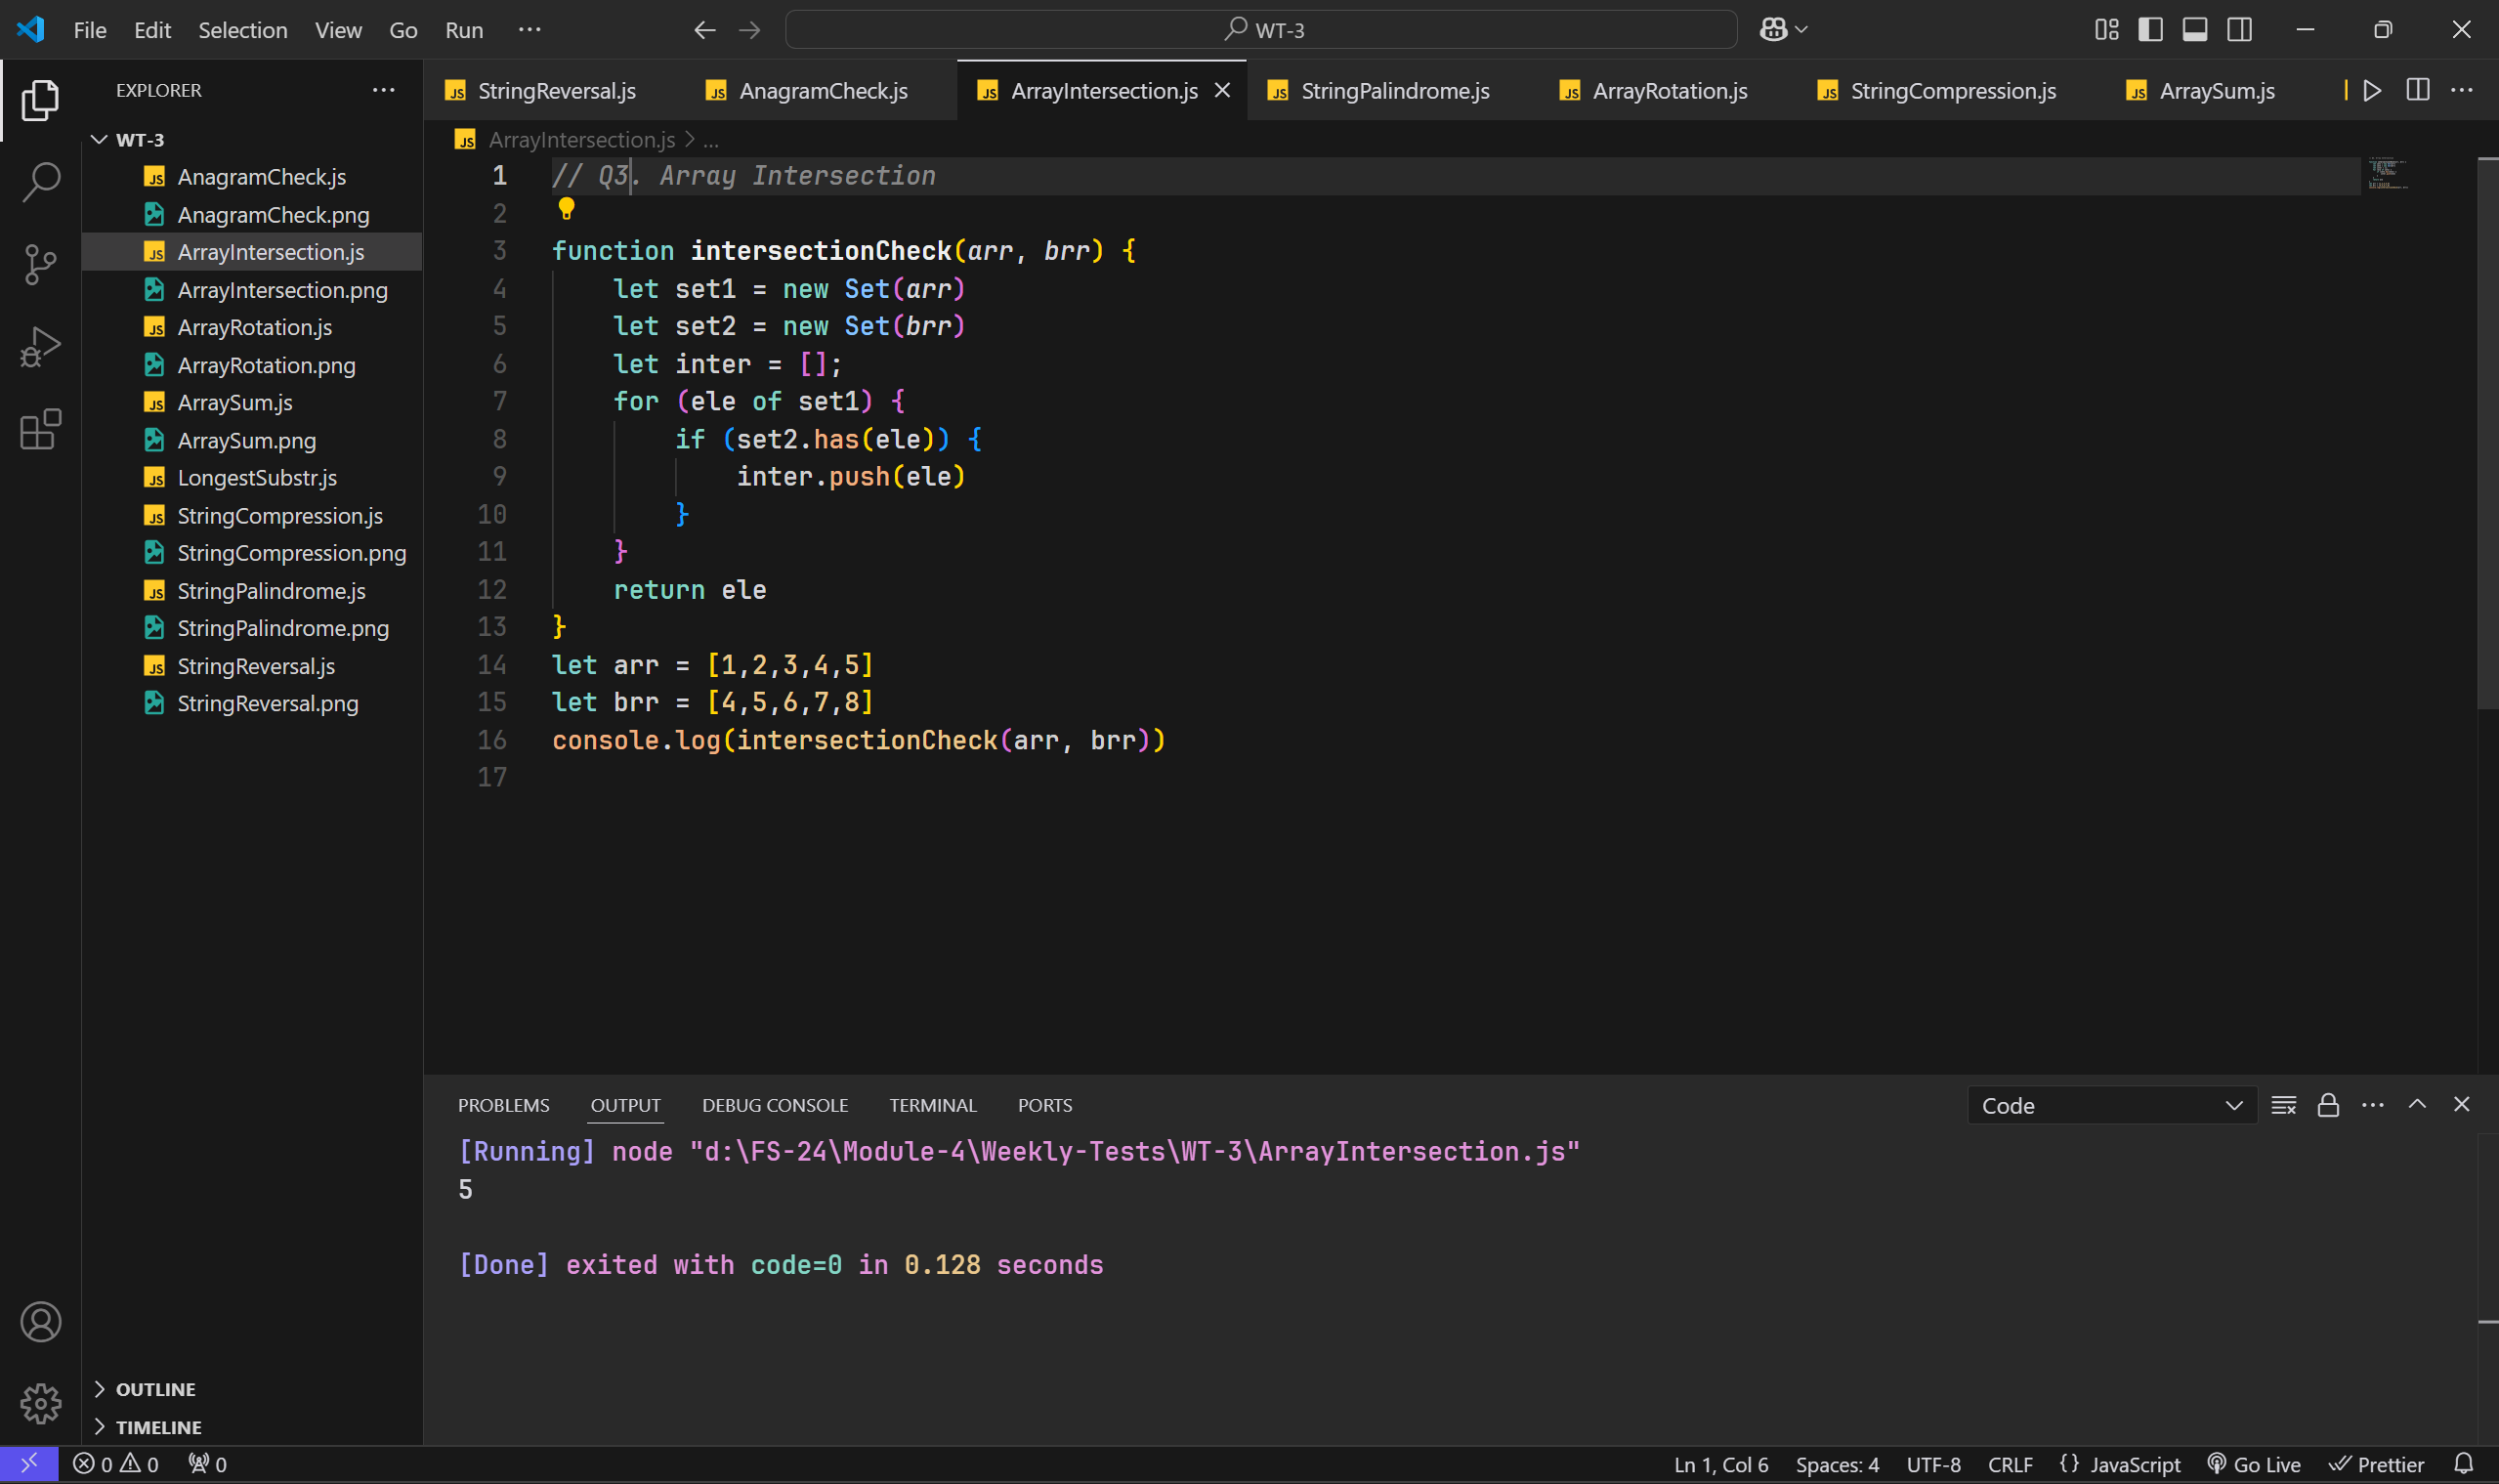 File Edit Selection View Go Run ··· WT-3
EXPLORER ···
WT-3
AnagramCheck.js
AnagramCheck.png
ArrayIntersection.js
ArrayIntersection.png
ArrayRotation.js
ArrayRotation.png
ArraySum.js
ArraySum.png
LongestSubstr.js
StringCompression.js
StringCompression.png
StringPalindrome.js
StringPalindrome.png
StringReversal.js
StringReversal.png
OUTLINE
TIMELINE
JS StringReversal.js JS AnagramCheck.js JS ArrayIntersection.js JS StringPalindrome.js JS ArrayRotation.js JS StringCompression.js JS ArraySum.js
JS ArrayIntersection.js > ...
1 // Q3. Array Intersection
2
3 function intersectionCheck(arr, brr) {
4 let set1 = new Set(arr)
5 let set2 = new Set(brr)
6 let inter = [];
7 for (ele of set1) {
8 if (set2.has(ele)) {
9 inter.push(ele)
10 }
11 }
12 return ele
13 }
14 let arr = [1,2,3,4,5]
15 let brr = [4,5,6,7,8]
16 console.log(intersectionCheck(arr, brr))
17
PROBLEMS OUTPUT DEBUG CONSOLE TERMINAL PORTS Code
[Running] node "d:\FS-24\Module-4\Weekly-Tests\WT-3\ArrayIntersection.js"
5
[Done] exited with code=0 in 0.128 seconds
0 0 0 Ln 1, Col 6 Spaces: 4 UTF-8 CRLF {} JavaScript Go Live Prettier